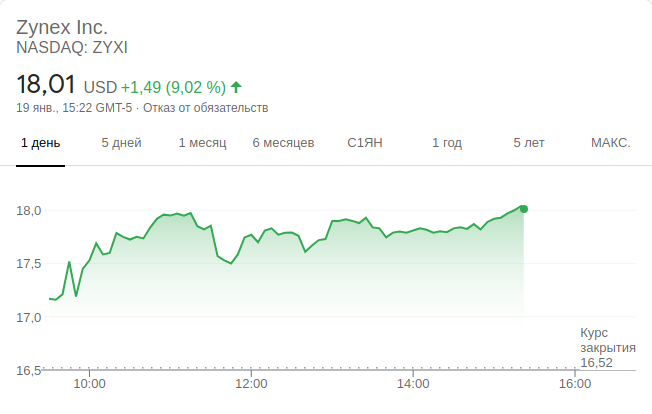 Zynex Inc.
NASDAQ: ZYXI
18,01 USD +1,49 (9,02 %)
19 янв., 15:22 GMT-5 · Отказ от обязательств
1 день 5 дней 1 месяц 6 месяцев С1ЯН 1 год 5 лет МАКС.
18,0
17,5
17,0
16,5
Курс
закрытия
16,52
10:00 12:00 14:00 16:00